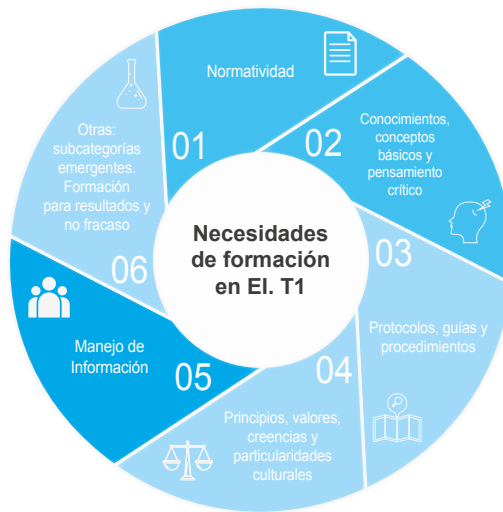 Necesidades
de formación
en EI. T1
Normatividad
01
02
Conocimientos,
conceptos
básicos y
pensamiento
crítico
03
Protocolos, guías y
procedimientos
04
Principios, valores,
creencias y
particularidades
culturales
05
Manejo de
Información
06
Otras:
subcategorías
emergentes.
Formación
para resultados y
no fracaso